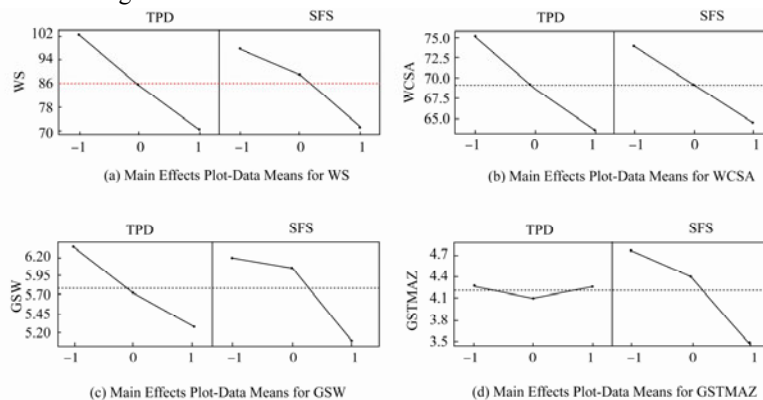 TPD SFS
102
94
86
78
70
WS
−1 0 1 −1 0 1
(a) Main Effects Plot-Data Means for WS
TPD SFS
75.0
72.5
70.0
67.5
65.0
WCSA
−1 0 1 −1 0 1
(b) Main Effects Plot-Data Means for WCSA
TPD SFS
6.20
5.95
5.70
5.45
5.20
GSW
−1 0 1 −1 0 1
(c) Main Effects Plot-Data Means for GSW
TPD SFS
4.7
4.4
4.1
3.8
3.5
GSTMAZ
−1 0 1 −1 0 1
(d) Main Effects Plot-Data Means for GSTMAZ